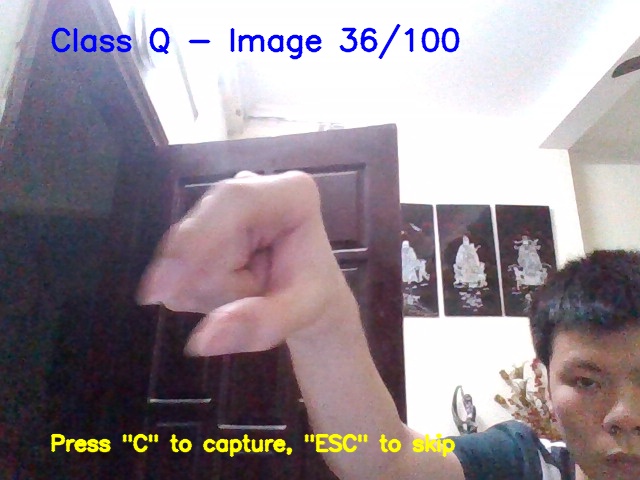 Class Q - Image 36/100
Press "C" to capture, "ESC" to skip